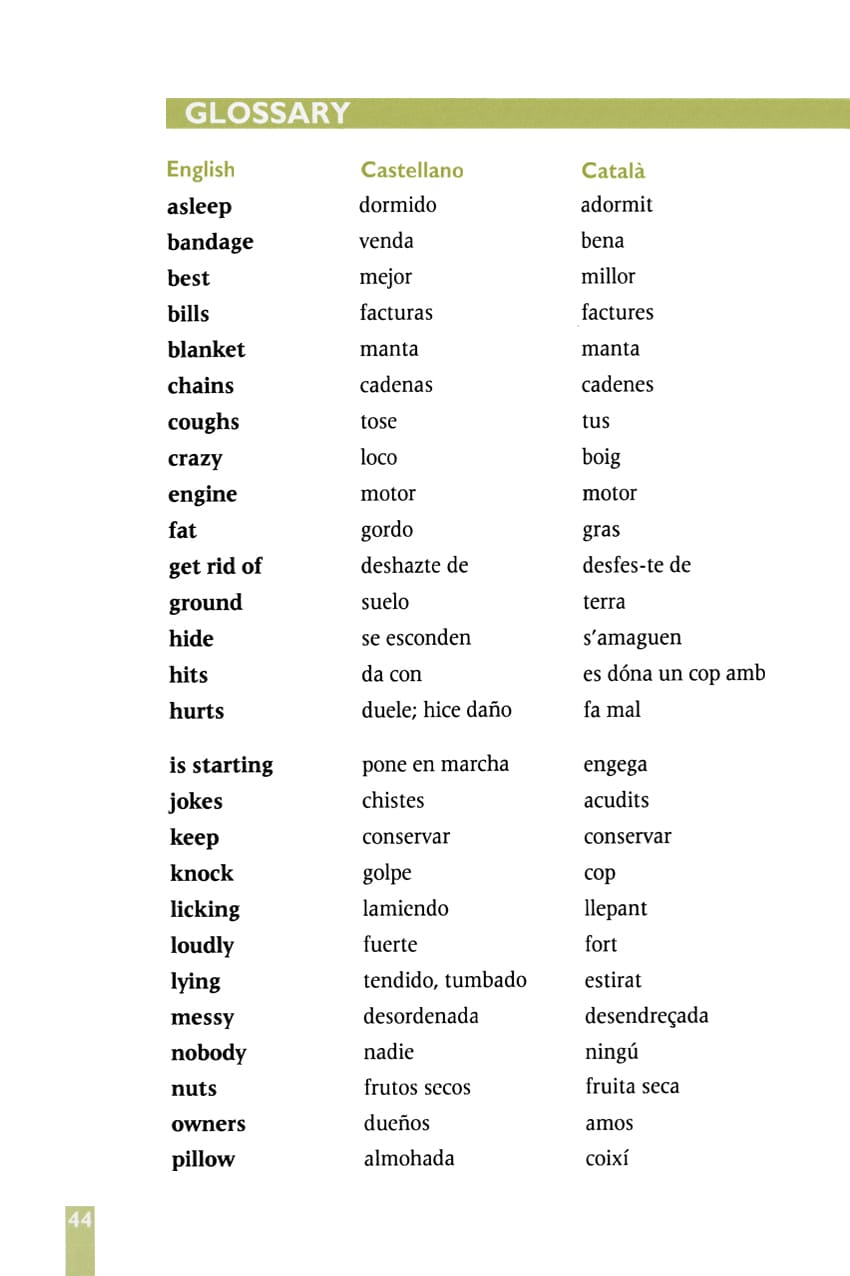 GLOSSARY
English Castellano Català
asleep dormido adormit
bandage venda bena
best mejor millor
bills facturas factures
blanket manta manta
chains cadenas cadenes
coughs tose tus
crazy loco boig
engine motor motor
fat gordo gras
get rid of deshazte de desfes-te de
ground suelo terra
hide se esconden s'amaguen
hits da con es dóna un cop amb
hurts duele; hice daño fa mal
is starting pone en marcha engega
jokes chistes acudits
keep conservar conservar
knock golpe cop
licking lamiendo llepant
loudly fuerte fort
lying tendido, tumbado estirat
messy desordenada desendreçada
nobody nadie ningú
nuts frutos secos fruita seca
owners dueños amos
pillow almohada coixí
44